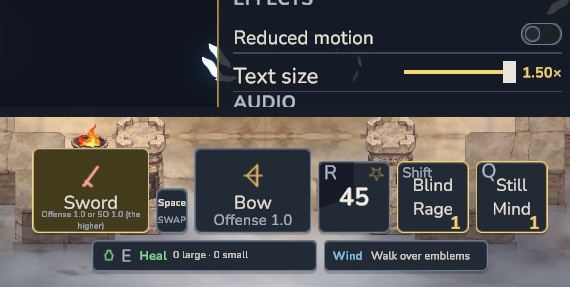 EFFECTS
Reduced motion
Text size 1.50×
AUDIO
Sword
Offense 1.0 or SO 1.0 (the
higher)
Space
SWAP
Bow
Offense 1.0
R
45
Shift
Blind
Rage
1
Q
Still
Mind
1
E Heal 0 large · 0 small
Wind Walk over emblems